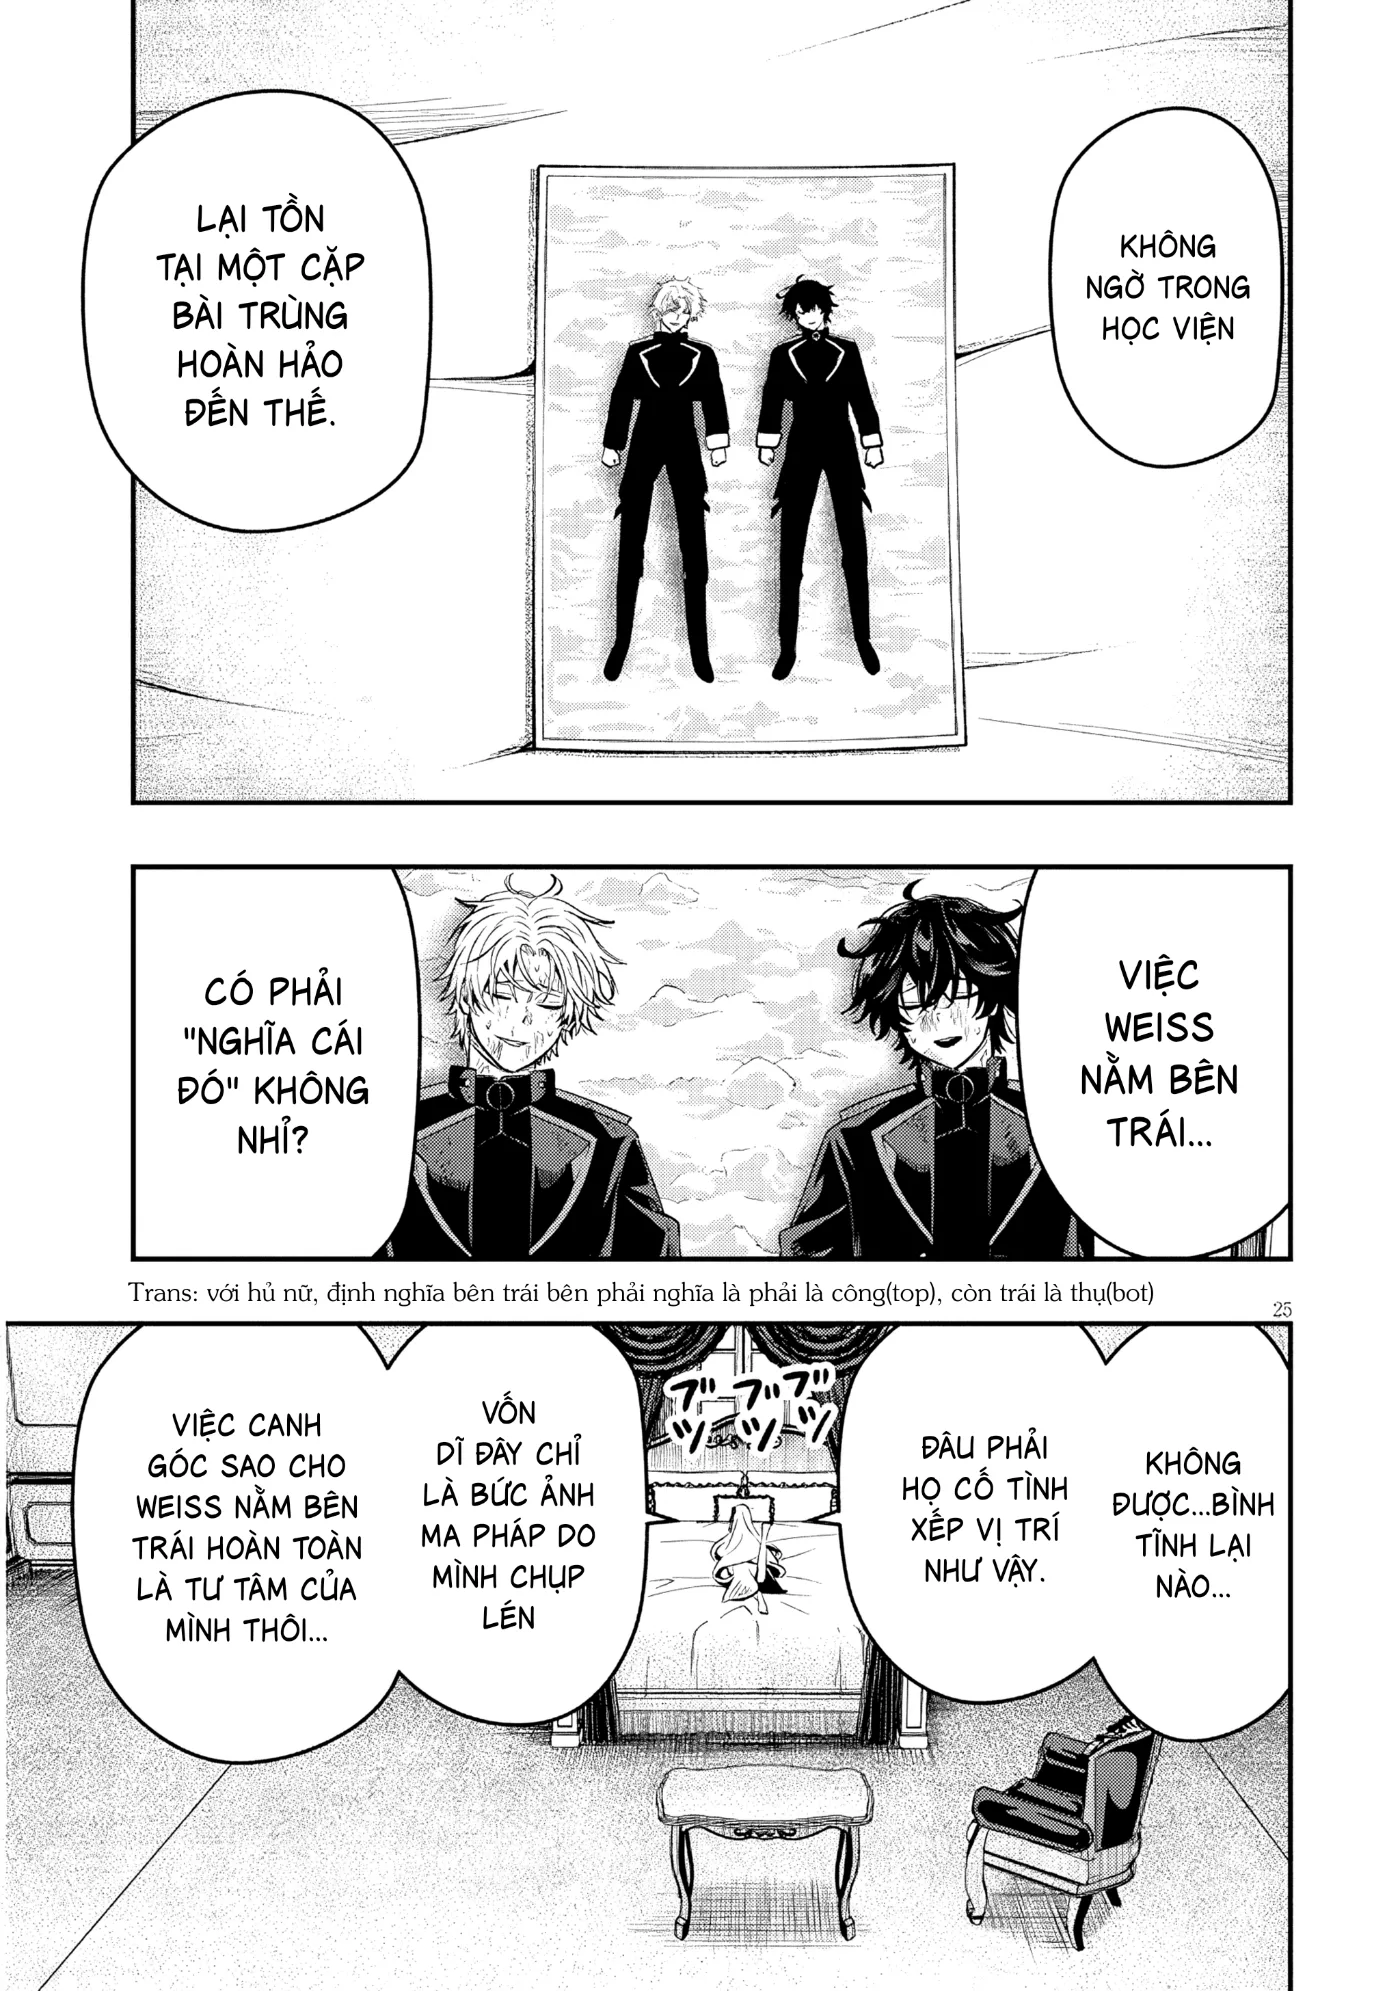 KHÔNG
NGỜ TRONG
HỌC VIỆN
LẠI TỒN
TẠI MỘT CẶP
BÀI TRÙNG
HOÀN HẢO
ĐẾN THẾ.
VIỆC
WEISS
NẰM BÊN
TRÁI...
CÓ PHẢI
"NGHĨA CÁI
ĐÓ" KHÔNG
NHỈ?
Trans: với hủ nữ, định nghĩa bên trái bên phải nghĩa là phải là công(top), còn trái là thụ(bot)
25
KHÔNG
ĐƯỢC...BÌNH
TĨNH LẠI
NÀO...
ĐÂU PHẢI
HỌ CỐ TÌNH
XẾP VỊ TRÍ
NHƯ VẬY.
ブツブツブツ
VỐN
DĨ ĐÂY CHỈ
LÀ BỨC ẢNH
MA PHÁP DO
MÌNH CHỤP
LÉN
VIỆC CANH
GÓC SAO CHO
WEISS NẰM BÊN
TRÁI HOÀN TOÀN
LÀ TƯ TÂM CỦA
MÌNH THÔI...